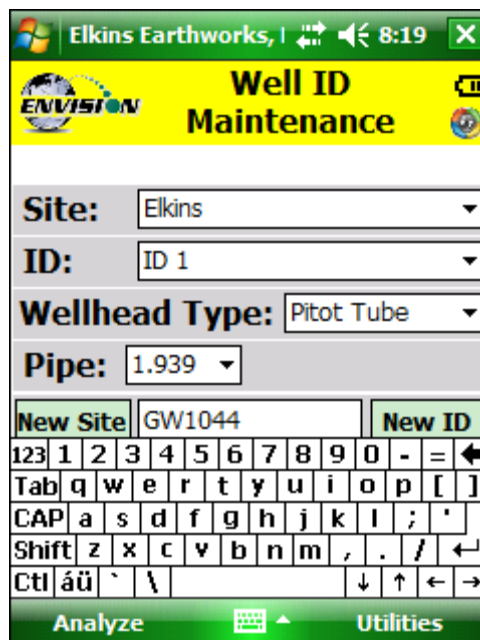 Elkins Earthworks, l 8:19
ENVISION
Well ID
Maintenance
Site: Elkins
ID: ID 1
Wellhead Type: Pitot Tube
Pipe: 1.939
New Site GW1044 New ID
123 1 2 3 4 5 6 7 8 9 0 - =
Tab q w e r t y u i o p [ ]
CAP a s d f g h j k l ; '
Shift z x c v b n m , . /
Ctl áü ` \
Analyze Utilities